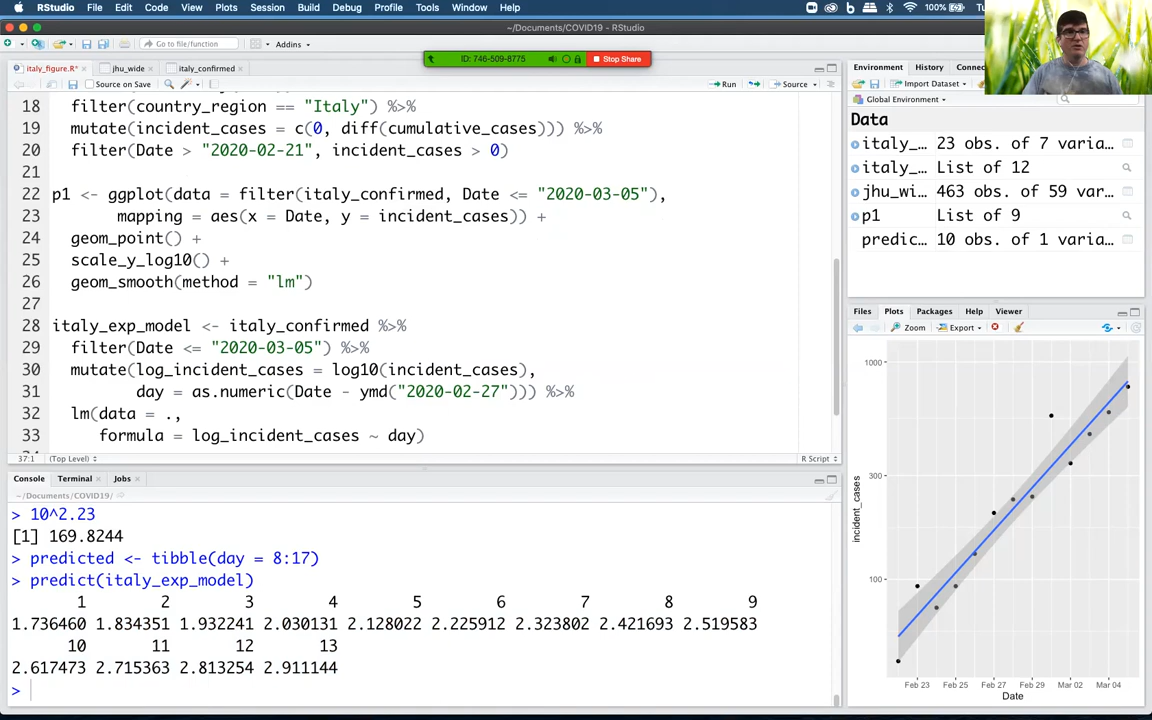 RStudio File Edit Code View Plots Session Build Debug Profile Tools Window Help 100% Tu
~/Documents/COVID19 - RStudio
Go to file/function Addins
ID: 746-509-8775 Stop Share
italy_figure.R* jhu_wide italy_confirmed
Source on Save Run Source
18 filter(country_region == "Italy") %>%
19 mutate(incident_cases = c(0, diff(cumulative_cases))) %>%
20 filter(Date > "2020-02-21", incident_cases > 0)
21
22 p1 <- ggplot(data = filter(italy_confirmed, Date <= "2020-03-05"),
23 mapping = aes(x = Date, y = incident_cases)) +
24 geom_point() +
25 scale_y_log10() +
26 geom_smooth(method = "lm")
27
28 italy_exp_model <- italy_confirmed %>%
29 filter(Date <= "2020-03-05") %>%
30 mutate(log_incident_cases = log10(incident_cases),
31 day = as.numeric(Date - ymd("2020-02-27"))) %>%
32 lm(data = .,
33 formula = log_incident_cases ~ day)
37:1 (Top Level) R Script
Console Terminal Jobs
~/Documents/COVID19/
> 10^2.23
[1] 169.8244
> predicted <- tibble(day = 8:17)
> predict(italy_exp_model)
1 2 3 4 5 6 7 8 9
1.736460 1.834351 1.932241 2.030131 2.128022 2.225912 2.323802 2.421693 2.519583
10 11 12 13
2.617473 2.715363 2.813254 2.911144
>
Environment History Connec
Import Dataset
Global Environment
Data
italy_... 23 obs. of 7 varia...
italy_... List of 12
jhu_wi... 463 obs. of 59 var...
p1 List of 9
predic... 10 obs. of 1 varia...
Files Plots Packages Help Viewer
Zoom Export
1000
300
100
incident_cases
Feb 23 Feb 25 Feb 27 Feb 29 Mar 02 Mar 04
Date